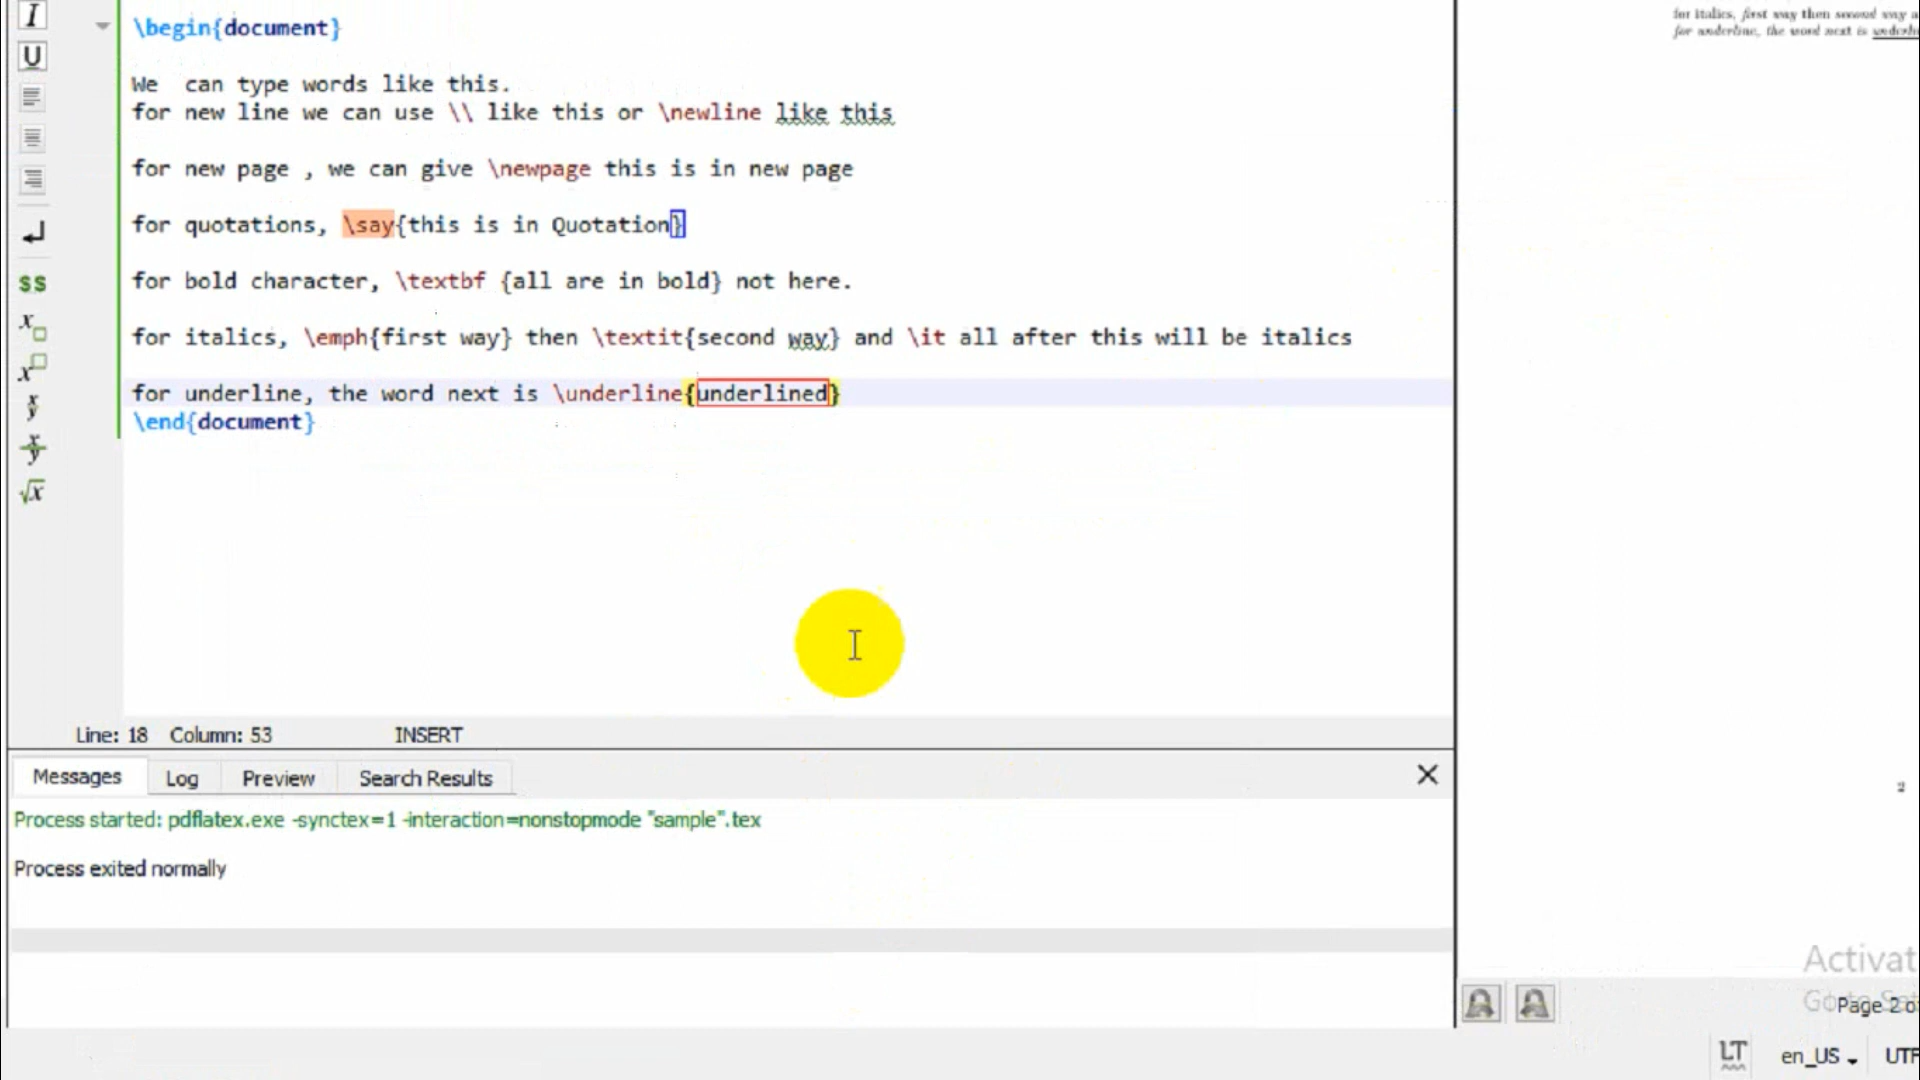 I
\begin{document}
U
We  can type words like this.
for new line we can use \\ like this or \newline like this
for new page , we can give \newpage this is in new page
for quotations, \say{this is in Quotation}
for bold character, \textbf {all are in bold} not here.
for italics, \emph{first way} then \textit{second way} and \it all after this will be italics
for underline, the word next is \underline{underlined}
\end{document}
$$
x
x
x
y
x
y
√x
Line: 18 Column: 53 INSERT
Messages Log Preview Search Results
Process started: pdflatex.exe -synctex=1 -interaction=nonstopmode "sample".tex
Process exited normally
for italics, first way then second way a
for underline, the word next is underli
2
Activat
Go to Set
Page 2 o
LT en_US UTF